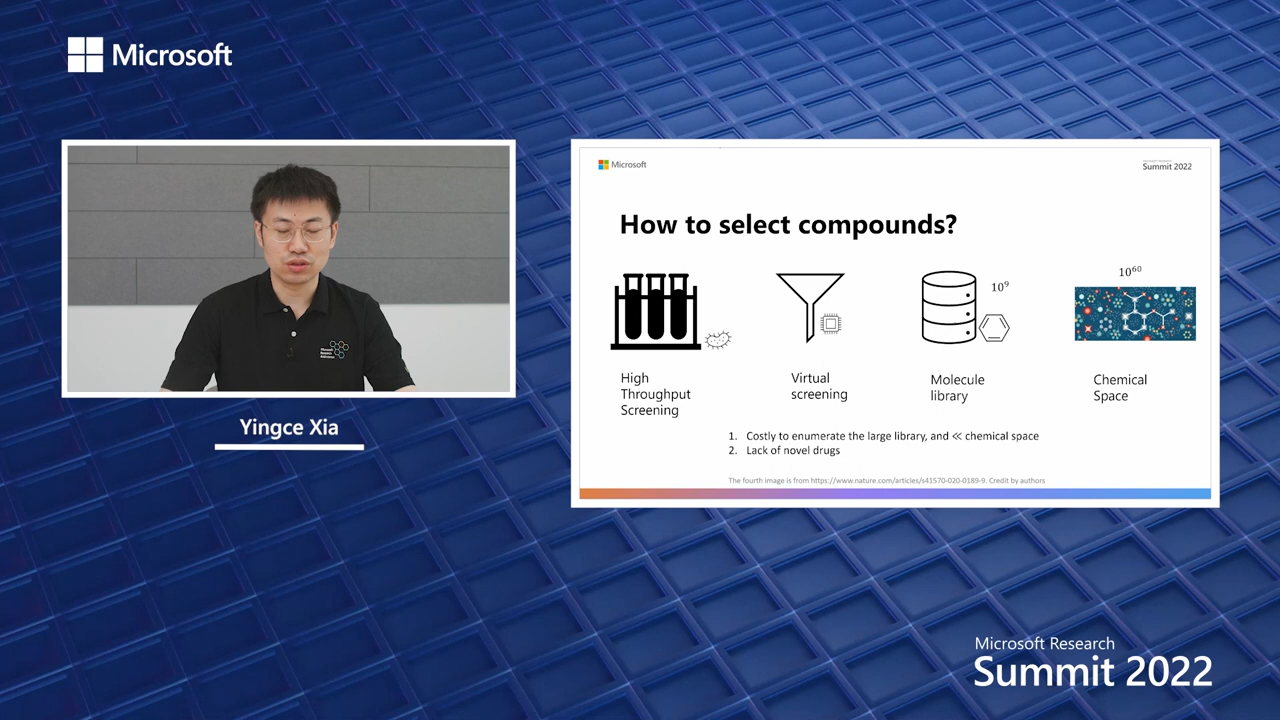 Microsoft
Yingce Xia
Microsoft
Summit 2022
How to select compounds?
10⁹
10⁶⁰
High
Throughput
Screening
Virtual
screening
Molecule
library
Chemical
Space
1. Costly to enumerate the large library, and ≪ chemical space
2. Lack of novel drugs
The fourth image is from https://www.nature.com/articles/s41570-020-0189-9. Credit by authors
Microsoft Research
Summit 2022